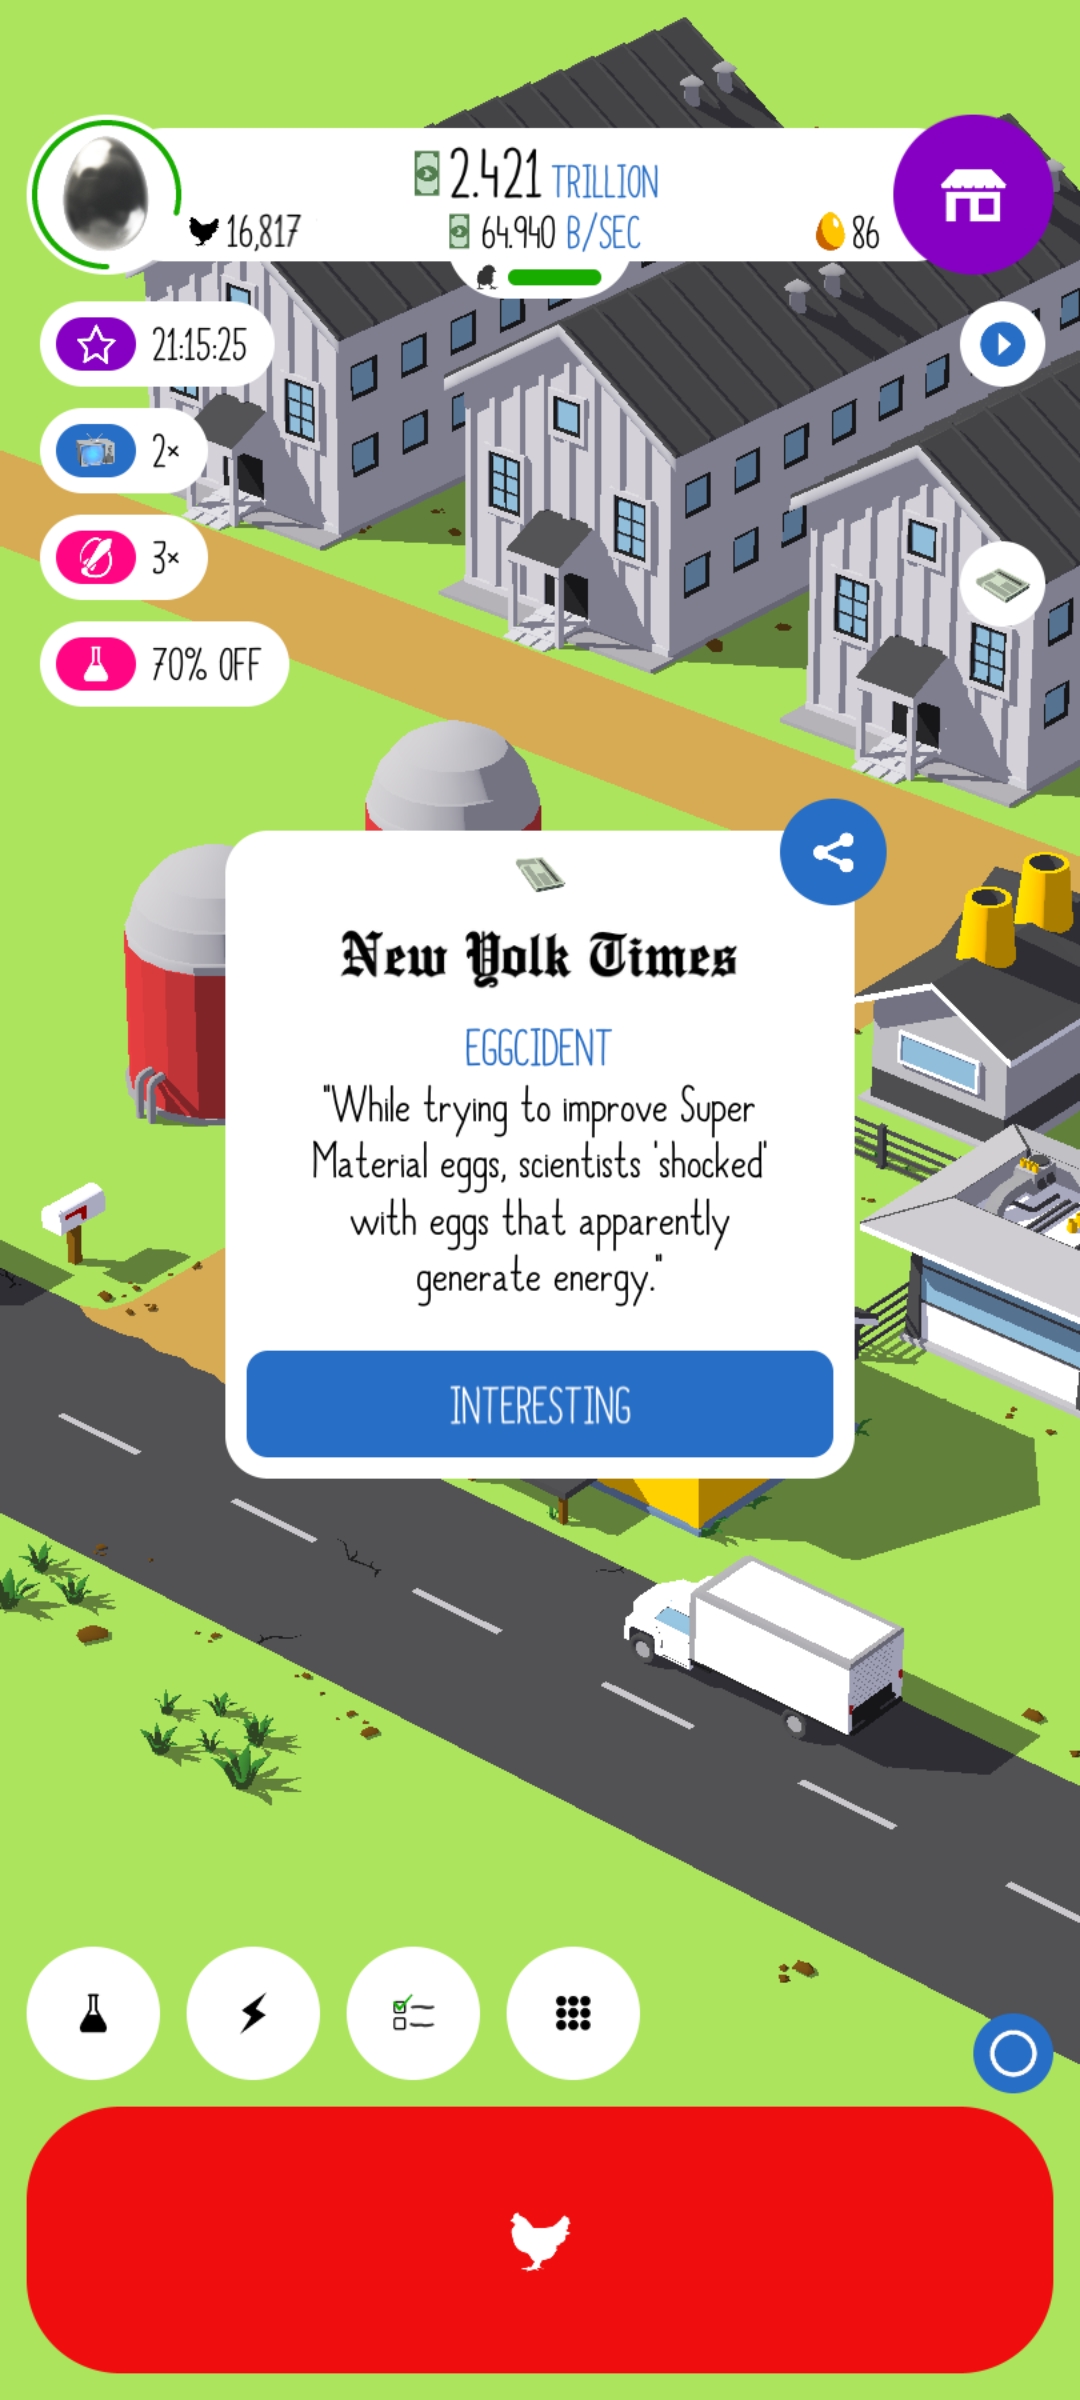 2.421 TRILLION
16,817
64.940 B/SEC
86
21:15:25
2×
3×
70% OFF
New Yolk Times
EGGCIDENT
"While trying to improve Super
Material eggs, scientists 'shocked'
with eggs that apparently
generate energy."
INTERESTING